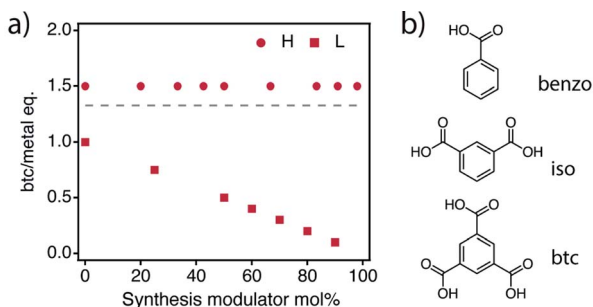 a)
btc/metal eq.
2.0
1.5
1.0
0.5
0.0
H L
0 20 40 60 80 100
Synthesis modulator mol%
b)
HO O
benzo
O O
HO OH
iso
HO O
btc
O O
OH OH